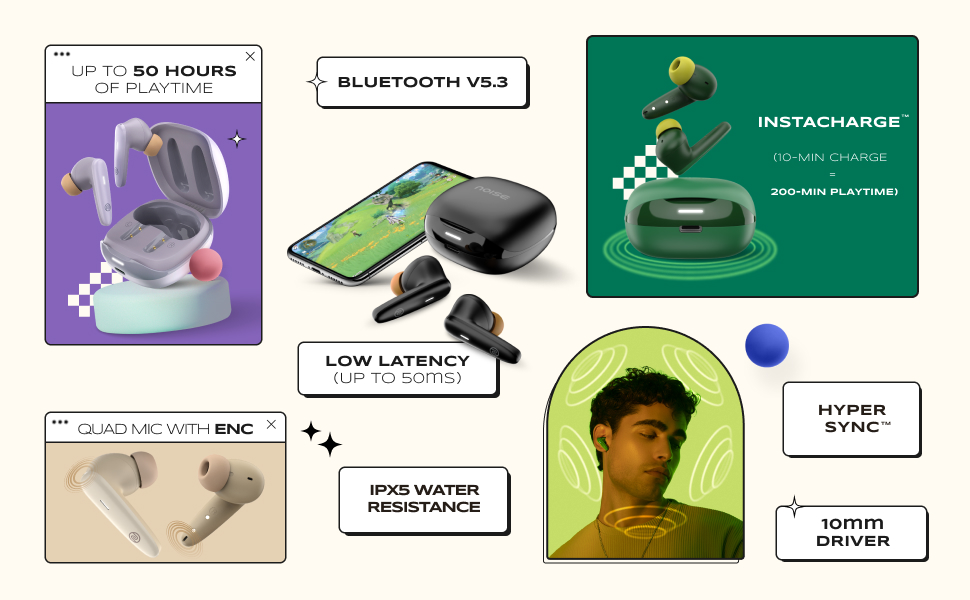 UP TO 50 HOURS
OF PLAYTIME
BLUETOOTH V5.3
INSTACHARGE™
(10-MIN CHARGE
=
200-MIN PLAYTIME)
noise
LOW LATENCY
(UP TO 50ms)
HYPER
SYNC™
QUAD MIC WITH ENC
IPX5 WATER
RESISTANCE
10mm
DRIVER